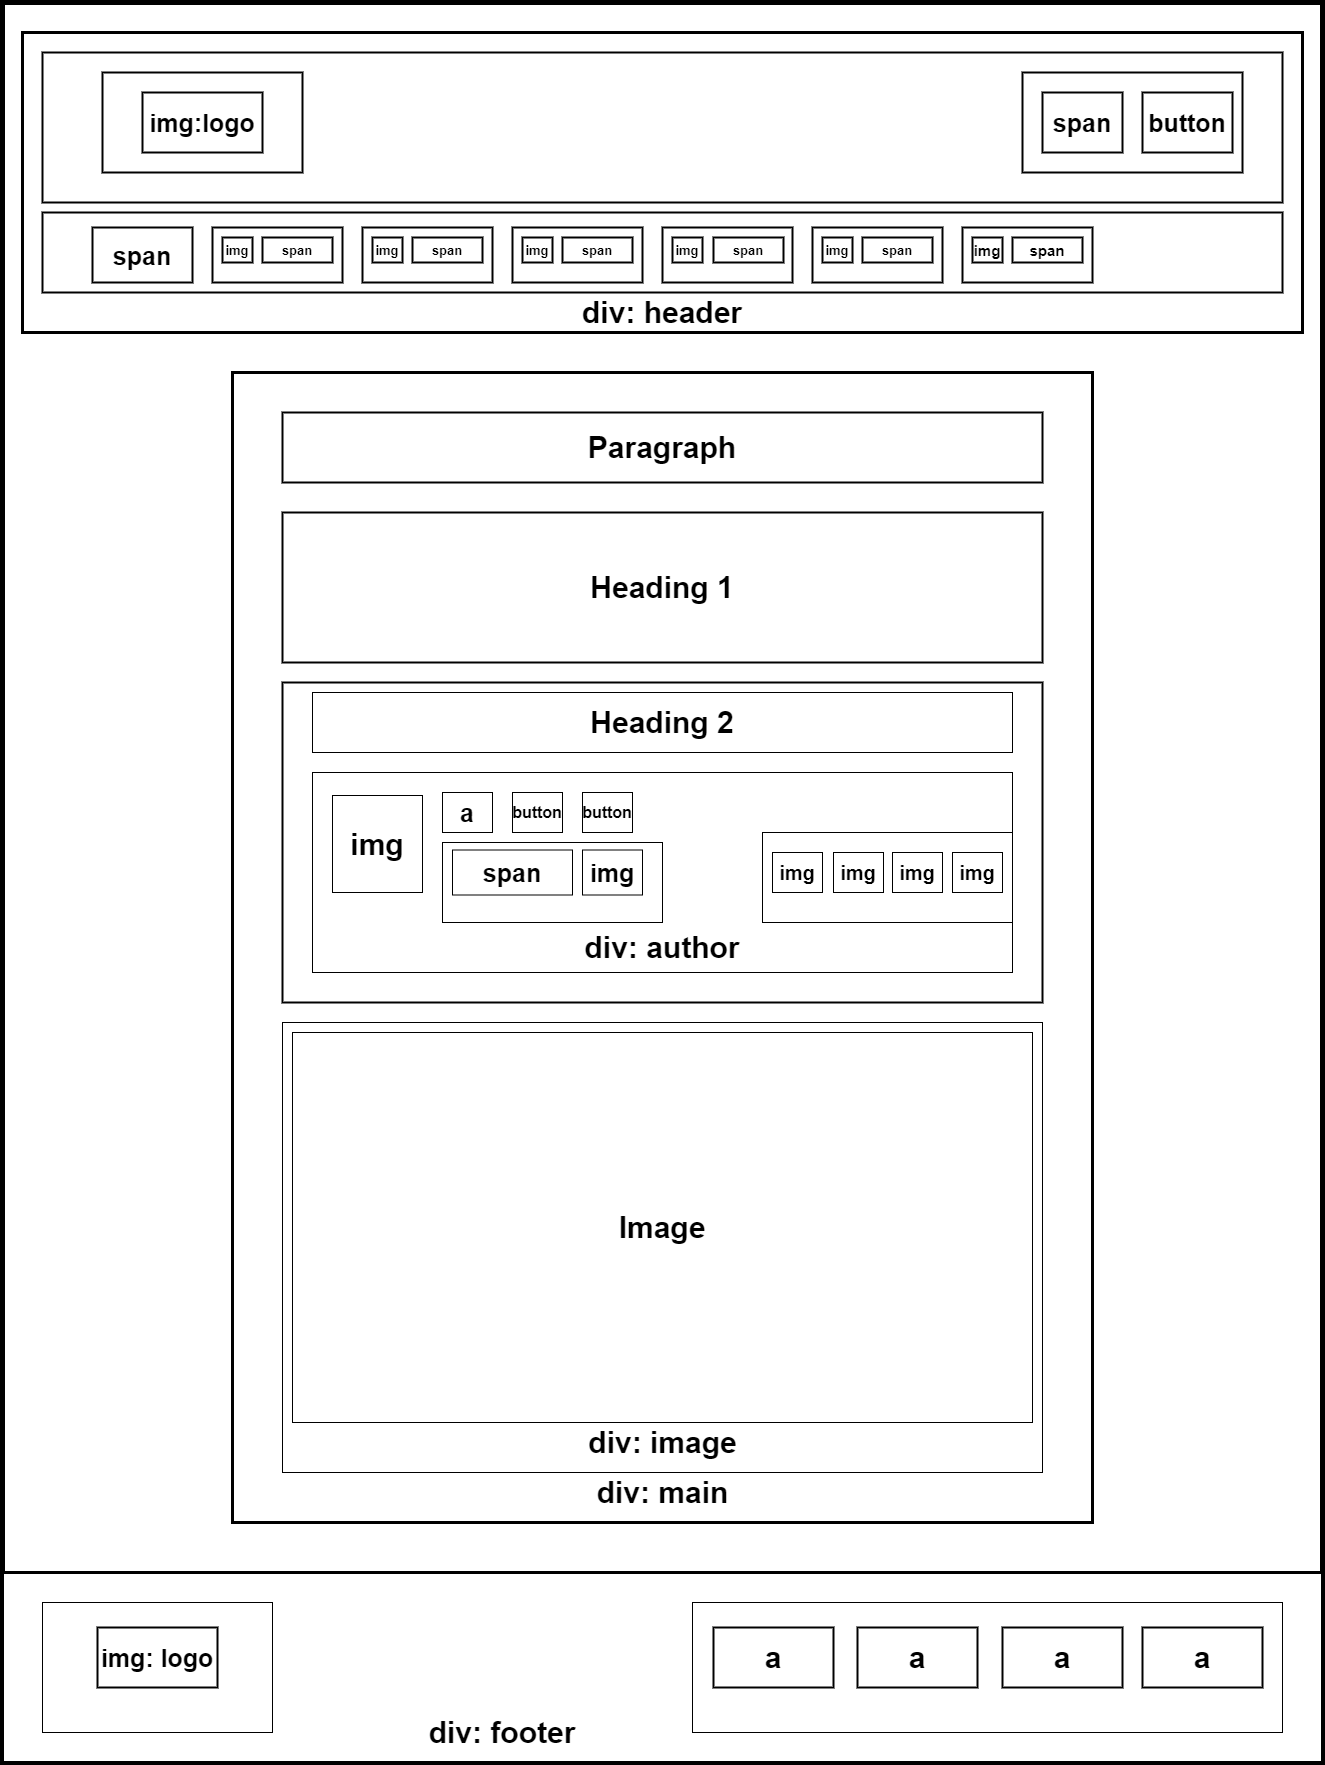 img:logo
span
button
span
img
span
img
span
img
span
img
span
img
span
img
span
div: header
Paragraph
Heading 1
Heading 2
img
a
button
button
span
img
img
img
img
img
div: author
Image
div: image
div: main
img: logo
a
a
a
a
div: footer